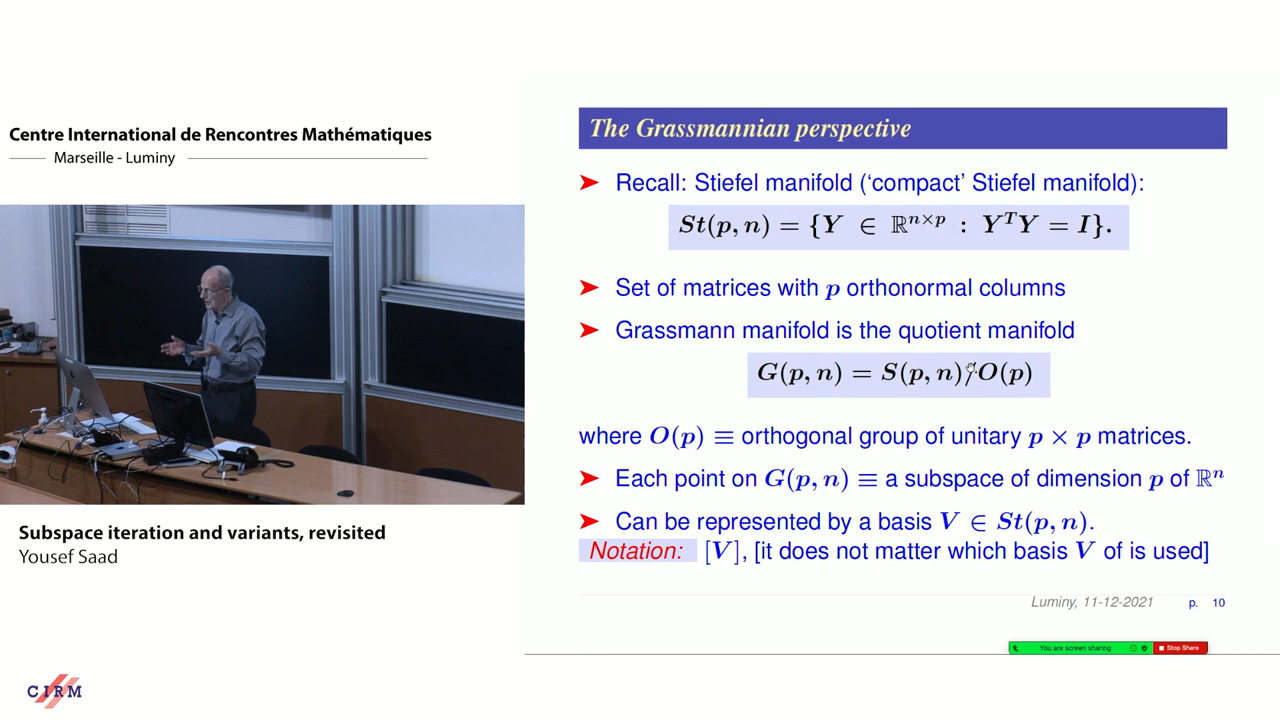 Centre International de Rencontres Mathématiques
Marseille - Luminy
Subspace iteration and variants, revisited
Yousef Saad
CIRM
The Grassmannian perspective
➤ Recall: Stiefel manifold (‘compact’ Stiefel manifold):
St(p, n) = {Y ∈ ℝⁿˣᵖ : YᵀY = I}.
➤ Set of matrices with p orthonormal columns
➤ Grassmann manifold is the quotient manifold
G(p, n) = S(p, n)/O(p)
where O(p) ≡ orthogonal group of unitary p × p matrices.
➤ Each point on G(p, n) ≡ a subspace of dimension p of ℝⁿ
➤ Can be represented by a basis V ∈ St(p, n).
Notation: [V], [it does not matter which basis V of is used]
Luminy, 11-12-2021 p. 10
You are screen sharing Stop Share